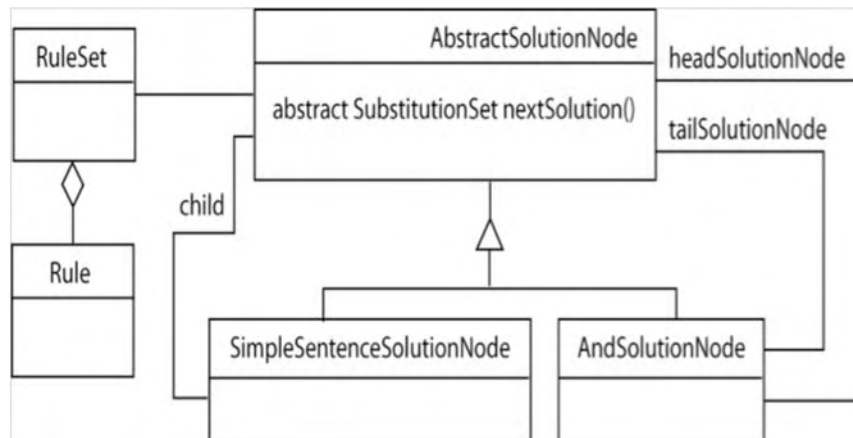 AbstractSolutionNode
RuleSet
headSolutionNode
abstract SubstitutionSet nextSolution()
tailSolutionNode
child
Rule
SimpleSentenceSolutionNode
AndSolutionNode